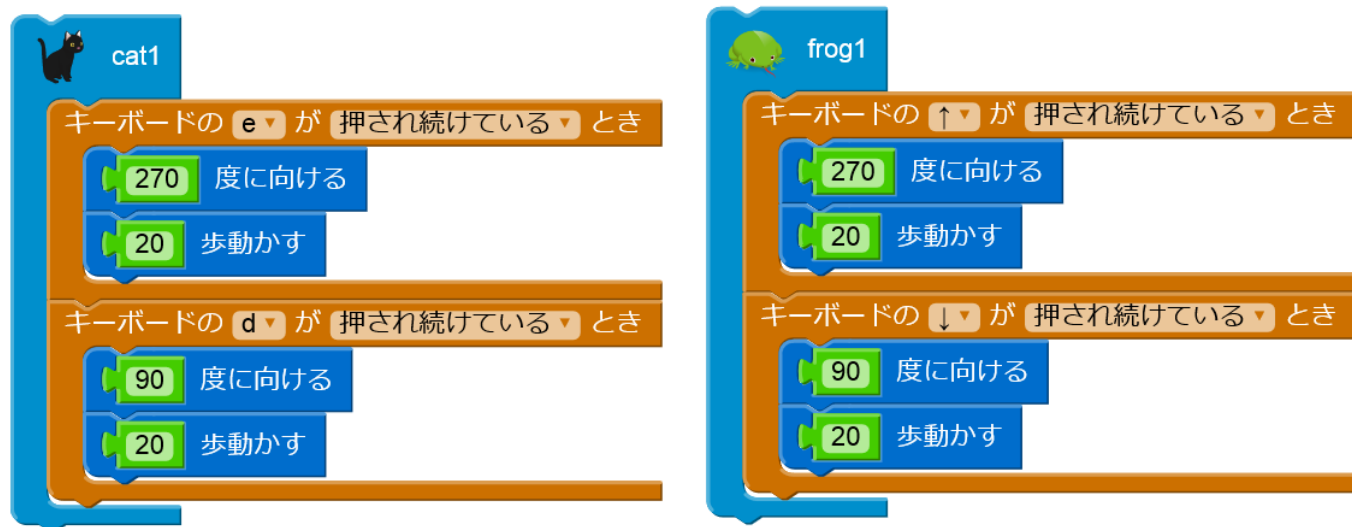 cat1
キーボードの e が 押され続けている とき
270 度に向ける
20 歩動かす
キーボードの d が 押され続けている とき
90 度に向ける
20 歩動かす
frog1
キーボードの ↑ が 押され続けている とき
270 度に向ける
20 歩動かす
キーボードの ↓ が 押され続けている とき
90 度に向ける
20 歩動かす